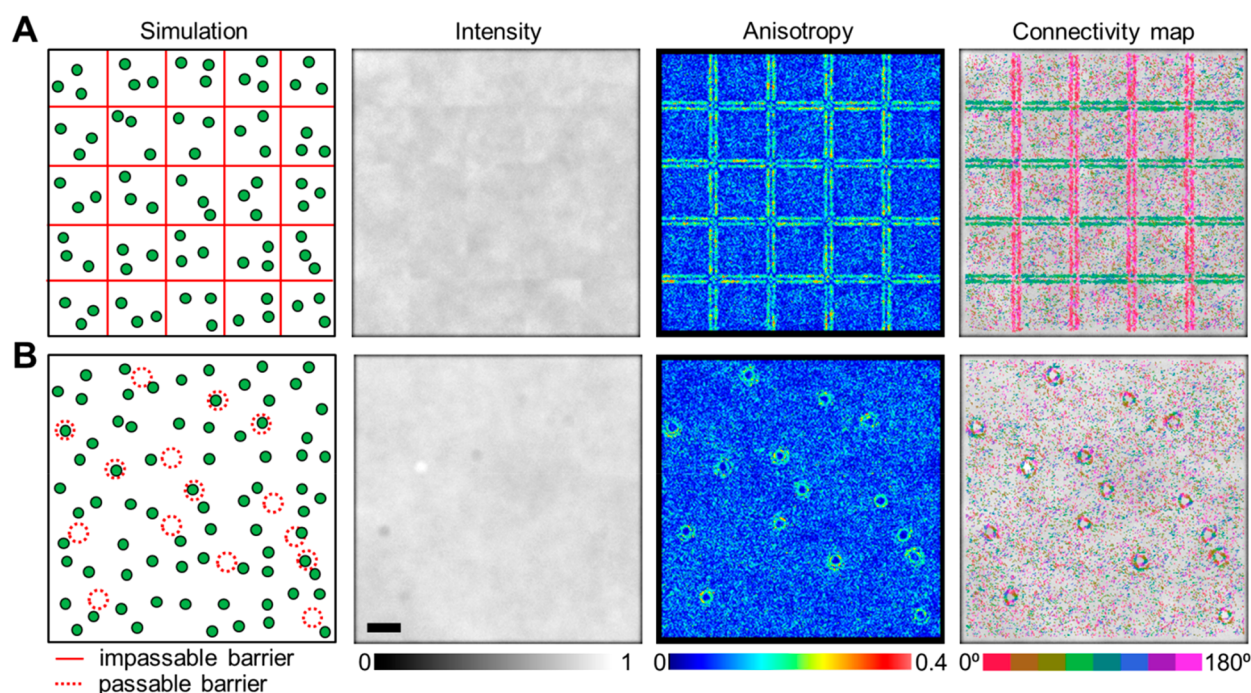 A Simulation Intensity Anisotropy Connectivity map
B
impassable barrier 0 1 0 0.4 0º 180º
passable barrier